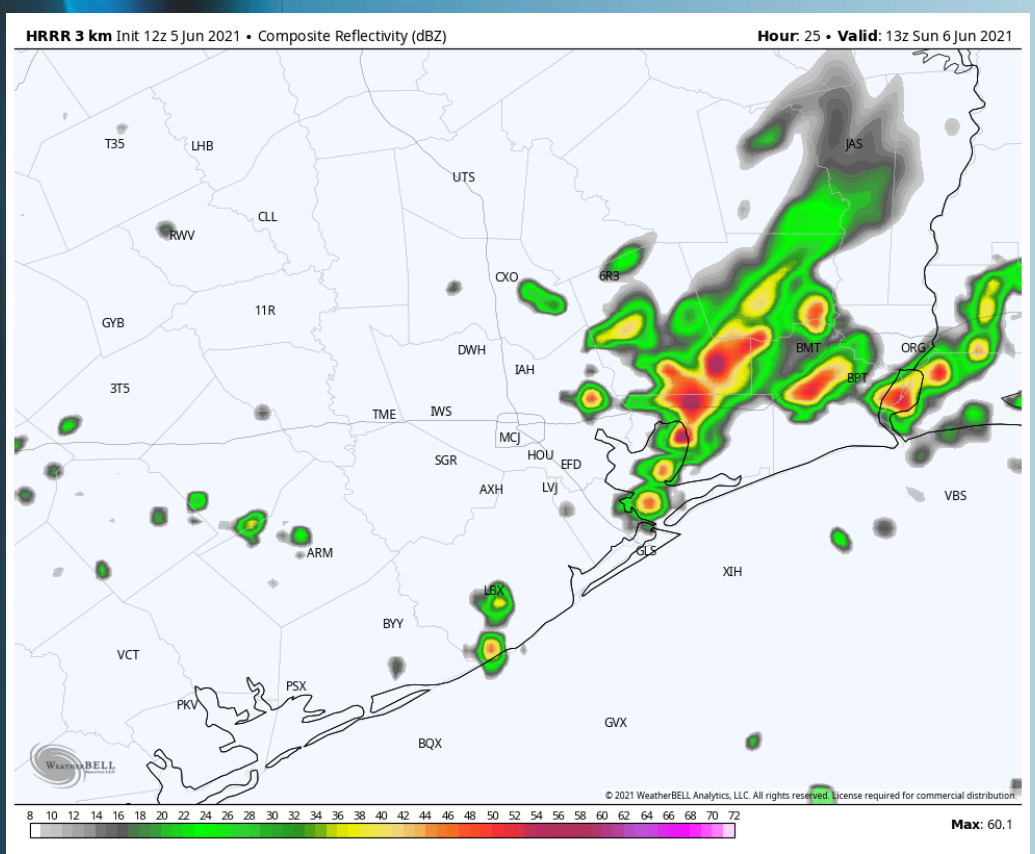 HRRR 3 km Init 12z 5 Jun 2021 • Composite Reflectivity (dBZ)
Hour: 25 • Valid: 13z Sun 6 Jun 2021
T35
LHB
JAS
UTS
CLL
RWV
CXO
6R3
11R
GYB
DWH
BMT
ORG
IAH
BPT
3T5
TME
IWS
MCJ
HOU
SGR
EFD
AXH
LVJ
VBS
ARM
GLS
XIH
LBX
BYY
VCT
PSX
PKV
GVX
BQX
WEATHERBELL
© 2021 WeatherBELL Analytics, LLC. All rights reserved. License required for commercial distribution.
8 10 12 14 16 18 20 22 25 26 28 30 32 34 36 38 40 42 44 46 48 50 52 54 56 58 60 62 64 66 68 70 72
Max: 60.1